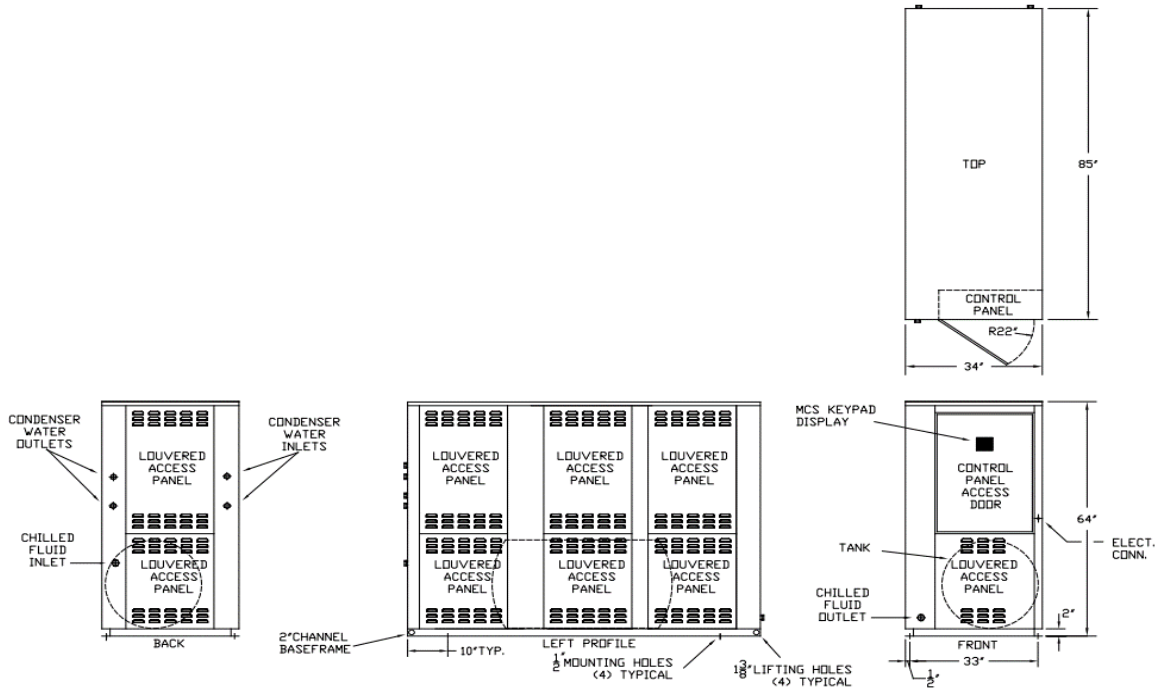 TOP
85"
CONTROL
PANEL
R22"
34"
CONDENSER
WATER
OUTLETS
LOUVERED
ACCESS
PANEL
CONDENSER
WATER
INLETS
CHILLED
FLUID
INLET
LOUVERED
ACCESS
PANEL
BACK
LOUVERED
ACCESS
PANEL
LOUVERED
ACCESS
PANEL
LOUVERED
ACCESS
PANEL
LOUVERED
ACCESS
PANEL
LOUVERED
ACCESS
PANEL
LOUVERED
ACCESS
PANEL
2"CHANNEL
BASEFRAME
10"TYP.
LEFT PROFILE
1/2" MOUNTING HOLES
(4) TYPICAL
1 3/8" LIFTING HOLES
(4) TYPICAL
MCS KEYPAD
DISPLAY
CONTROL
PANEL
ACCESS
DOOR
64"
ELECT.
CONN.
TANK
LOUVERED
ACCESS
PANEL
CHILLED
FLUID
OUTLET
2"
FRONT
33"
1/2"